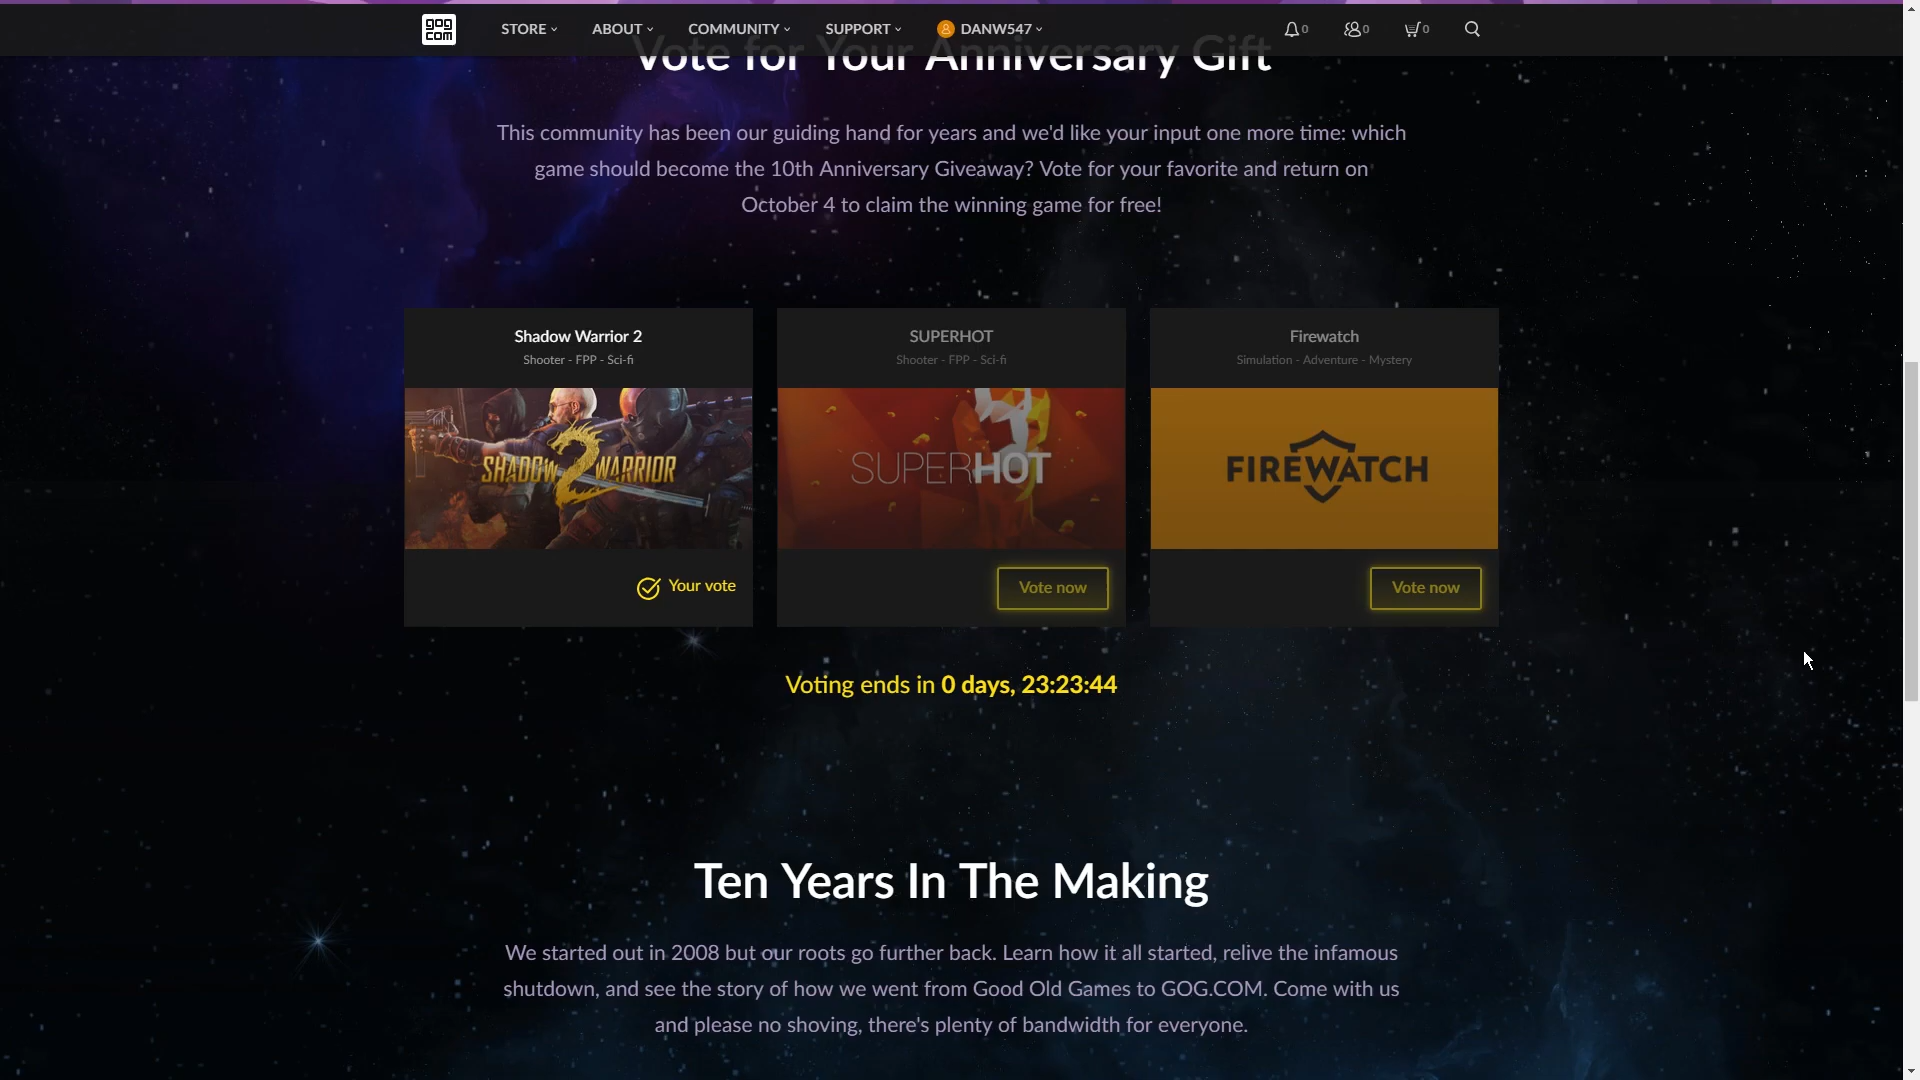 gog
com
STORE
ABOUT
COMMUNITY
SUPPORT
DANW547
0
0
0
Vote for Your Anniversary Gift
This community has been our guiding hand for years and we'd like your input one more time: which
game should become the 10th Anniversary Giveaway? Vote for your favorite and return on
October 4 to claim the winning game for free!
Shadow Warrior 2
Shooter - FPP - Sci-fi
SHADOW 2 WARRIOR
Your vote
SUPERHOT
Shooter - FPP - Sci-fi
SUPERHOT
Vote now
Firewatch
Simulation - Adventure - Mystery
FIREWATCH
Vote now
Voting ends in 0 days, 23:23:44
Ten Years In The Making
We started out in 2008 but our roots go further back. Learn how it all started, relive the infamous
shutdown, and see the story of how we went from Good Old Games to GOG.COM. Come with us
and please no shoving, there's plenty of bandwidth for everyone.